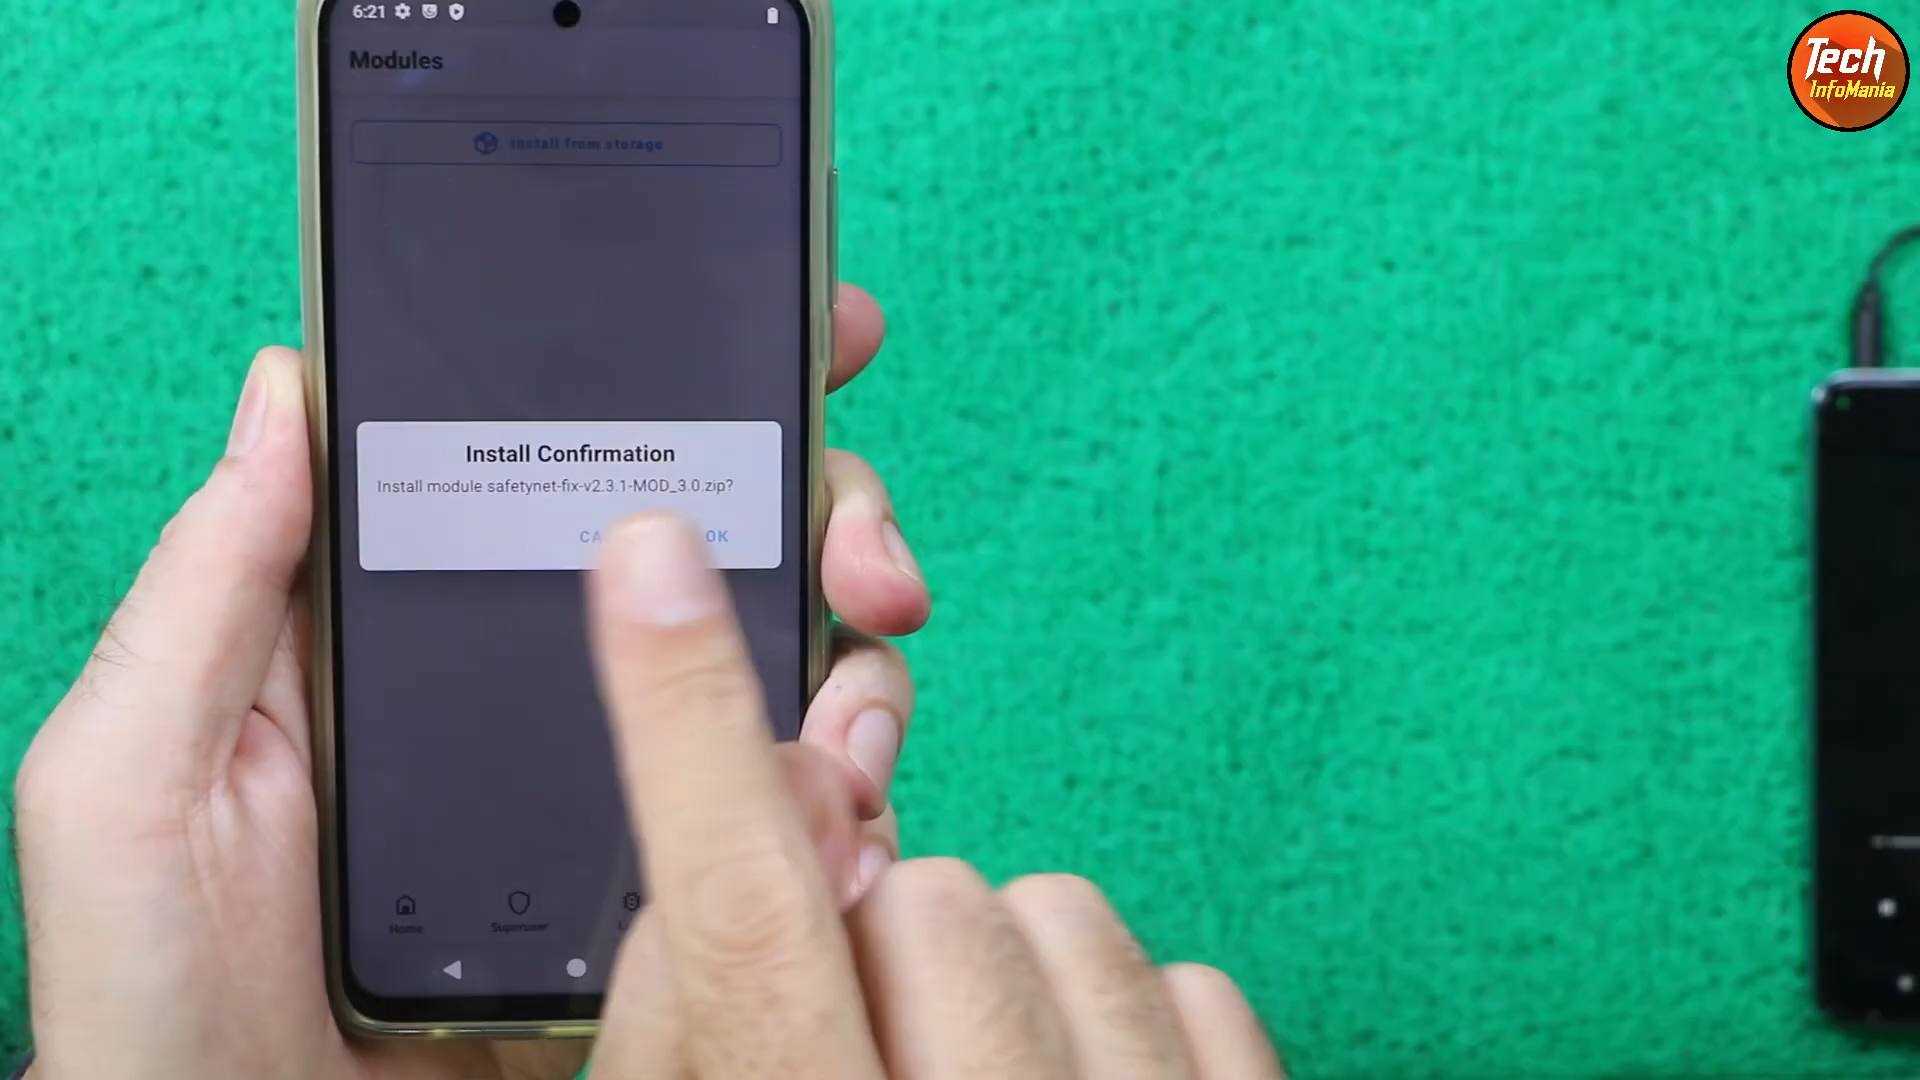 6:21
Modules
Install from storage
Install Confirmation
Install module safetynet-fix-v2.3.1-MOD_3.0.zip?
OK
Home
Superuser
Tech
InfoMania